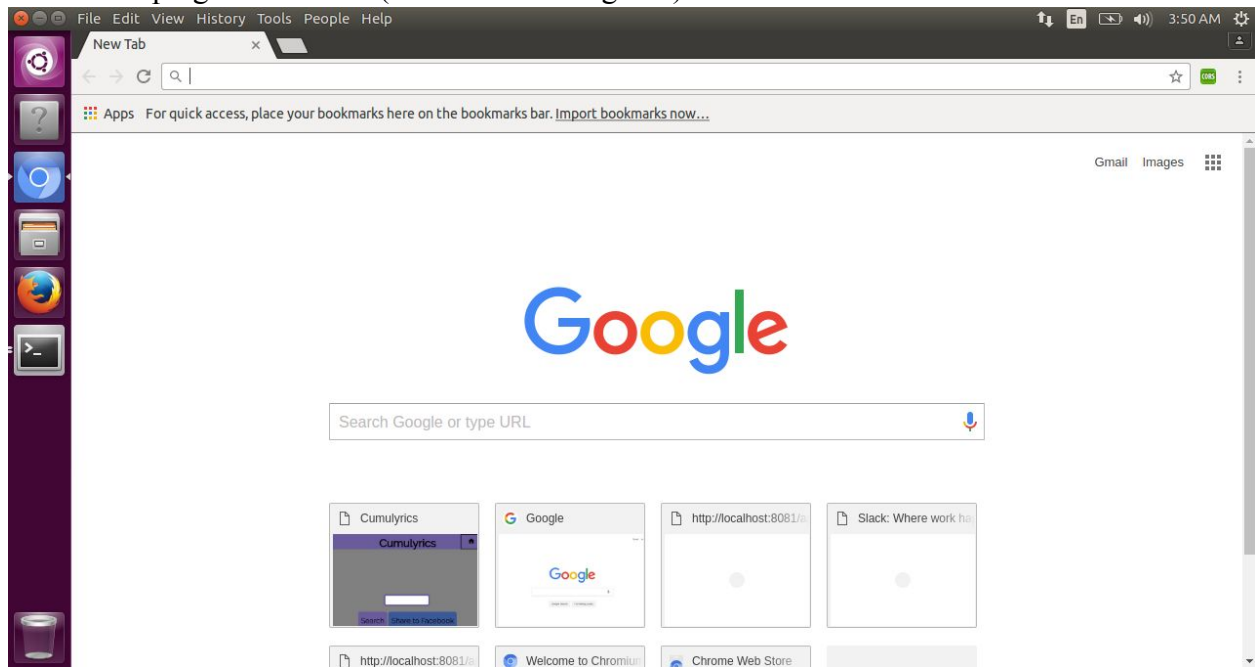 File Edit View History Tools People Help En 3:50 AM
New Tab
CORS
Apps For quick access, place your bookmarks here on the bookmarks bar. Import bookmarks now...
Gmail Images
Google
Search Google or type URL
Cumulyrics Google http://localhost:8081/a Slack: Where work ha
Cumulyrics
Google
Search Share to Facebook
http://localhost:8081/a Welcome to Chromium Chrome Web Store